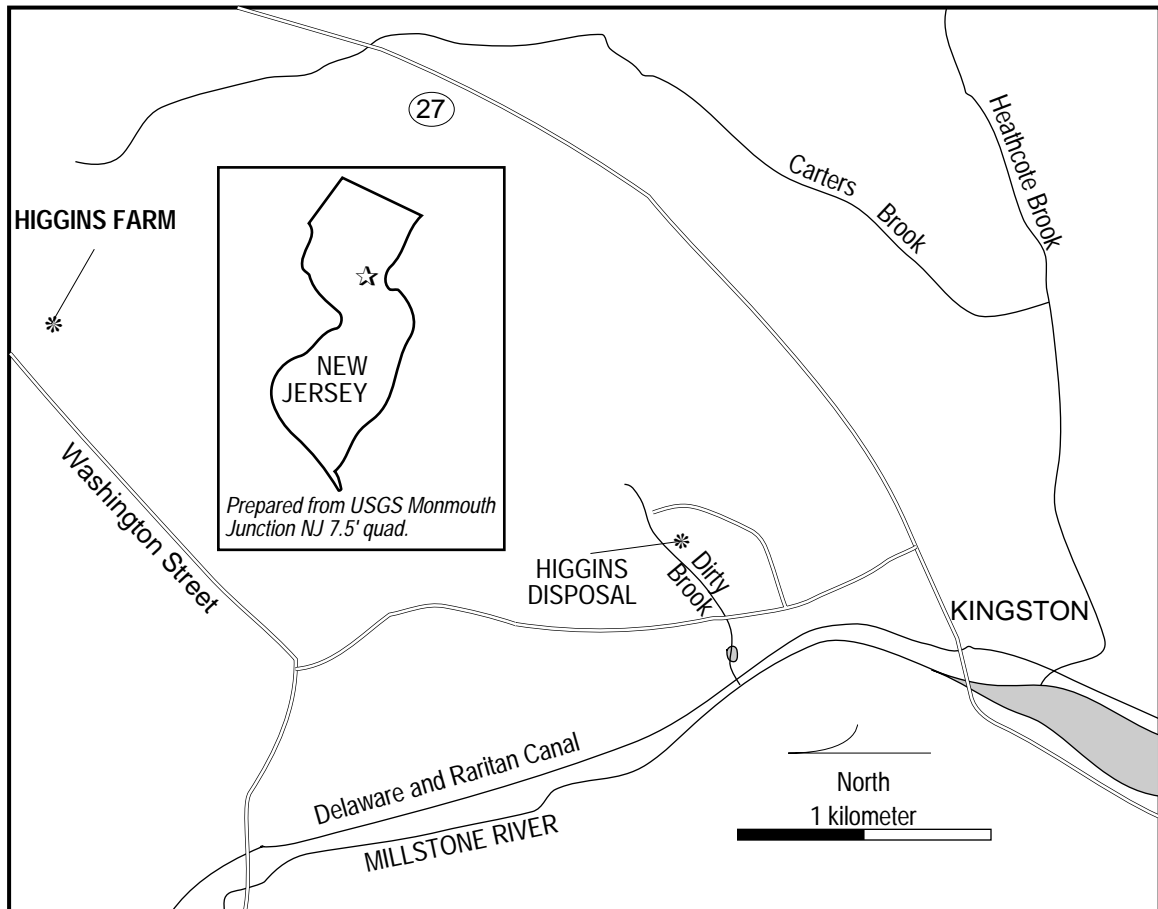 27
Heathcote Brook
Carters
Brook
HIGGINS FARM
NEW
JERSEY
Prepared from USGS Monmouth
Junction NJ 7.5' quad.
Washington Street
HIGGINS
DISPOSAL
Dirty
Brook
KINGSTON
Delaware and Raritan Canal
MILLSTONE RIVER
North
1 kilometer